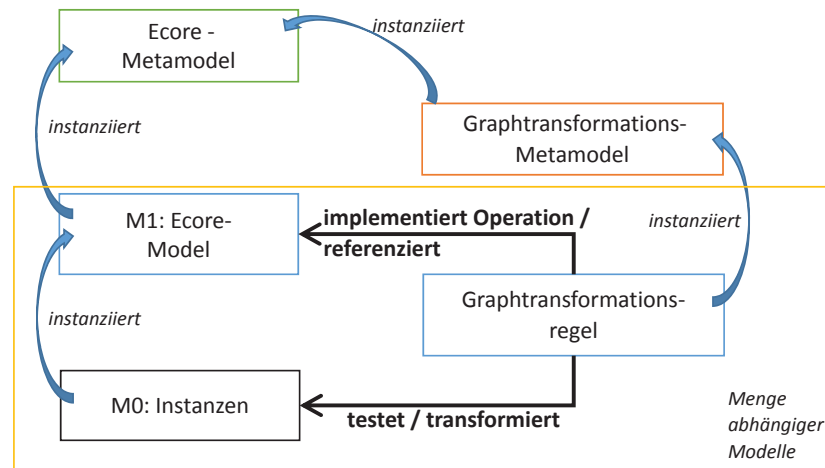 Ecore -
Metamodel
instanziiert
instanziiert
Graphtransformations-
Metamodel
M1: Ecore-
Model
implementiert Operation /
referenziert
instanziiert
Graphtransformations-
regel
instanziiert
M0: Instanzen
testet / transformiert
Menge
abhängiger
Modelle